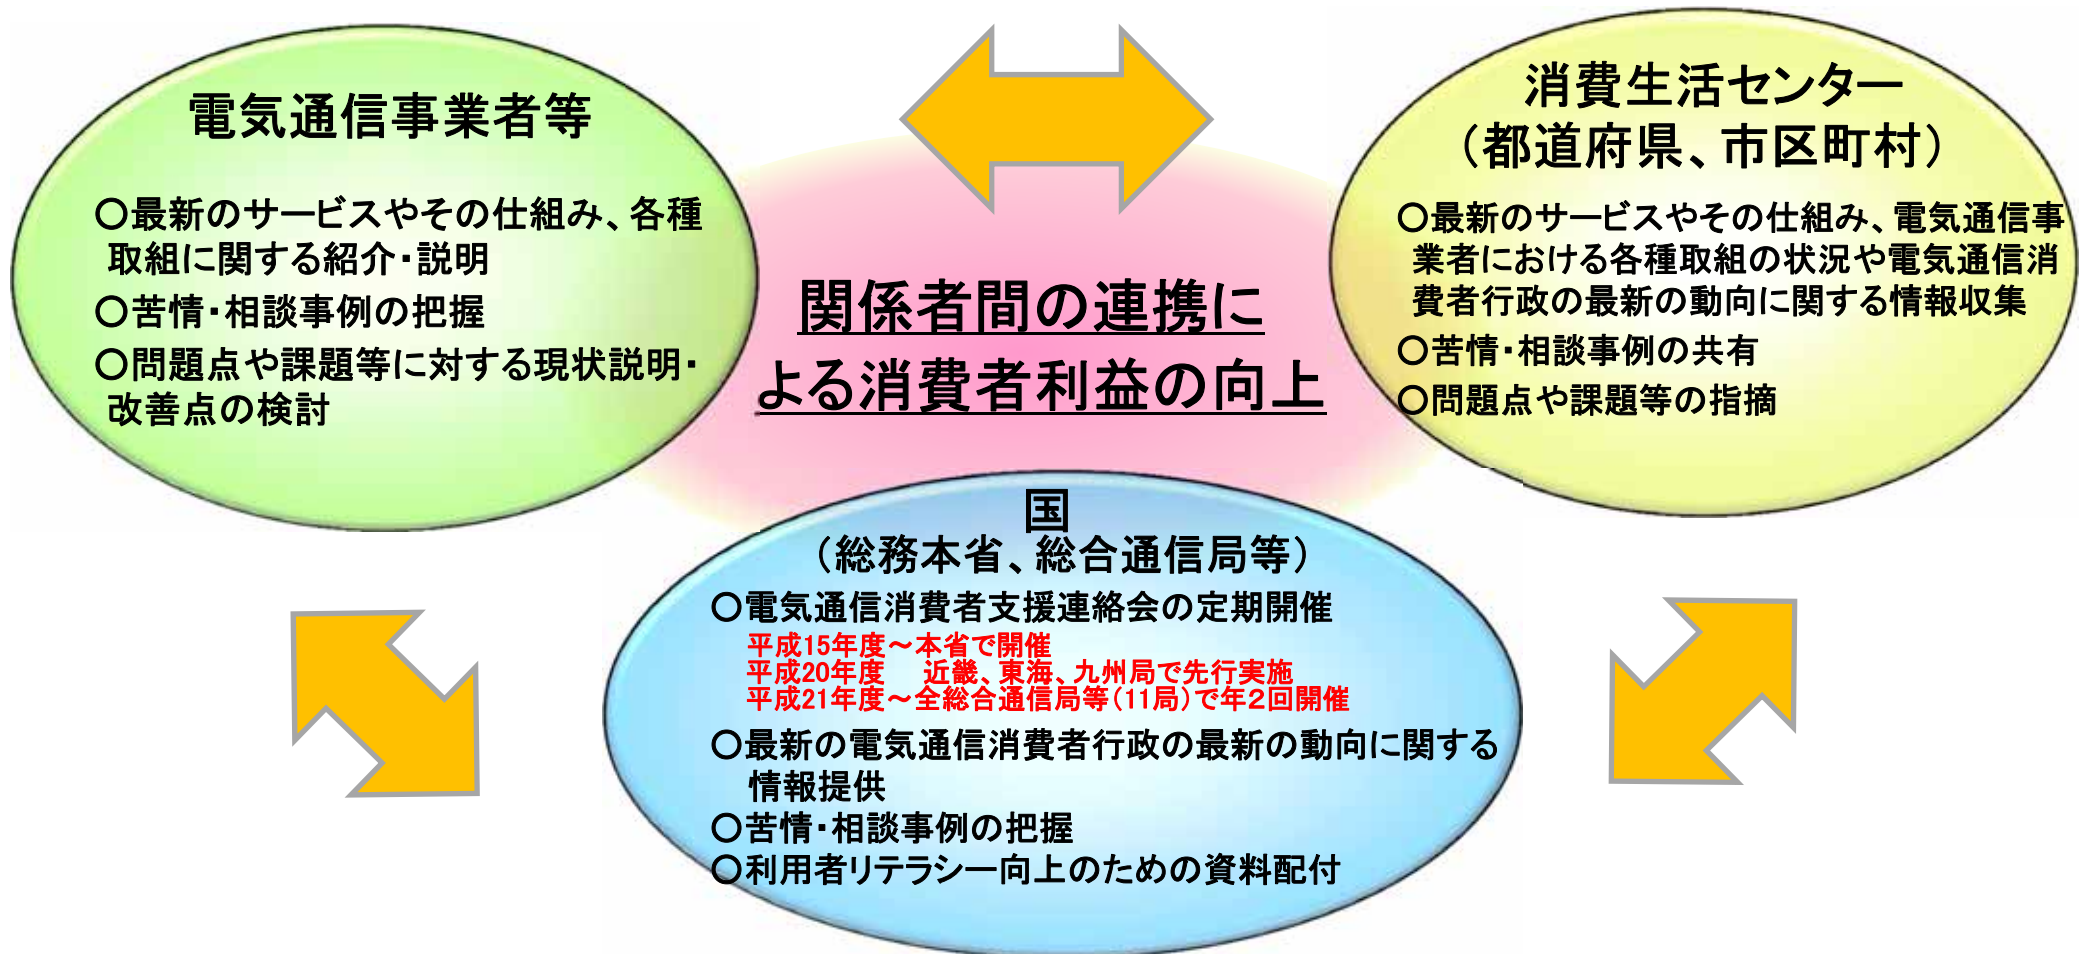 電気通信事業者等
○最新のサービスやその仕組み、各種
取組に関する紹介・説明
○苦情・相談事例の把握
○問題点や課題等に対する現状説明・
改善点の検討
消費生活センター
（都道府県、市区町村）
○最新のサービスやその仕組み、電気通信事
業者における各種取組の状況や電気通信消
費者行政の最新の動向に関する情報収集
○苦情・相談事例の共有
○問題点や課題等の指摘
関係者間の連携に
よる消費者利益の向上
国
（総務本省、総合通信局等）
○電気通信消費者支援連絡会の定期開催
平成15年度～本省で開催
平成20年度　近畿、東海、九州局で先行実施
平成21年度～全総合通信局等（11局）で年２回開催
○最新の電気通信消費者行政の最新の動向に関する
情報提供
○苦情・相談事例の把握
○利用者リテラシー向上のための資料配付